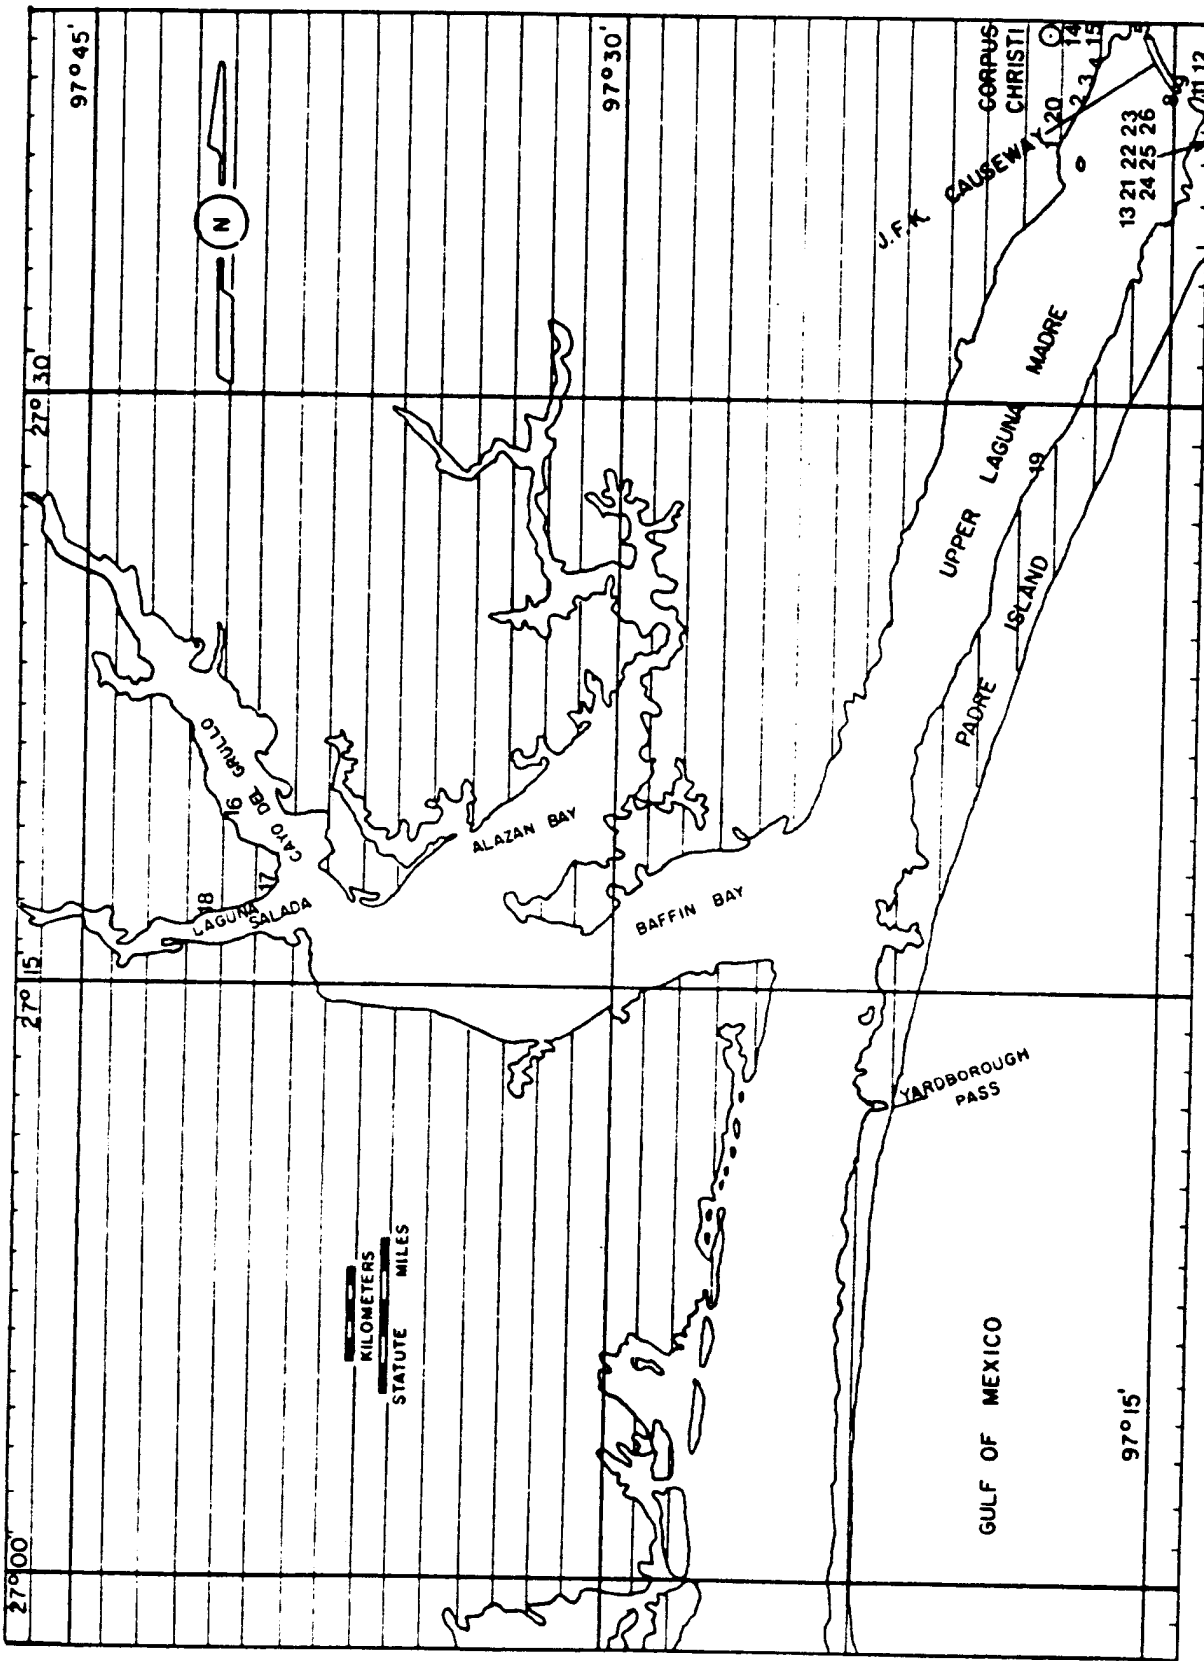 97° 45'
97° 30'
97° 15'
27° 30'
27° 15'
27° 00'
N
KILOMETERS
STATUTE MILES
CORPUS
CHRISTI
J.F.K. CAUSEWAY
20
14
2 3 4 15
5
8 9
11 12
13 21 22 23
24 25 26
UPPER LAGUNA MADRE
19
PADRE ISLAND
CAYO DEL GRULLO
16
17
18
LAGUNA
SALADA
ALAZAN BAY
BAFFIN BAY
YARDBOROUGH
PASS
GULF OF MEXICO